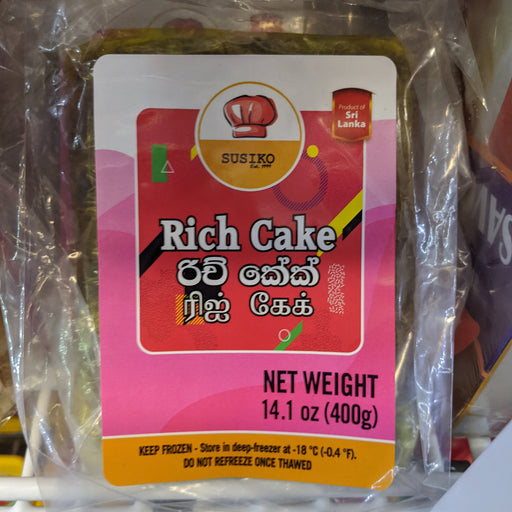 SUSIKO
Est. 1999
Product of
Sri
Lanka
Rich Cake
රිච් කේක්
ரிஜ் கேக்
NET WEIGHT
14.1 oz (400g)
KEEP FROZEN - Store in deep-freezer at -18 °C (-0.4 °F).
DO NOT REFREEZE ONCE THAWED
SAV